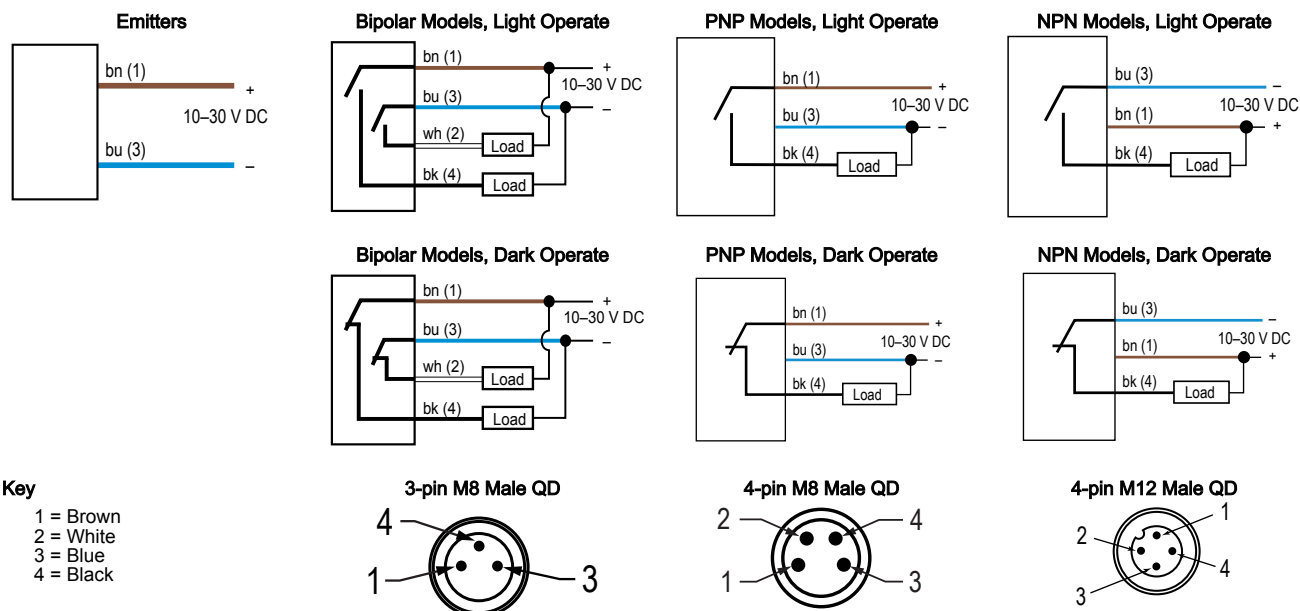 Emitters
bn (1)
+
10–30 V DC
bu (3)
–
Bipolar Models, Light Operate
bn (1)
+
10–30 V DC
bu (3)
–
wh (2)
Load
bk (4)
Load
PNP Models, Light Operate
bn (1)
+
10–30 V DC
bu (3)
–
bk (4)
Load
NPN Models, Light Operate
bu (3)
–
10–30 V DC
bn (1)
+
bk (4)
Load
Bipolar Models, Dark Operate
bn (1)
+
10–30 V DC
bu (3)
–
wh (2)
Load
bk (4)
Load
PNP Models, Dark Operate
bn (1)
+
10–30 V DC
bu (3)
–
bk (4)
Load
NPN Models, Dark Operate
bu (3)
–
10–30 V DC
bn (1)
+
bk (4)
Load
Key
1 = Brown
2 = White
3 = Blue
4 = Black
3-pin M8 Male QD
4
1
3
4-pin M8 Male QD
2
4
1
3
4-pin M12 Male QD
1
2
4
3